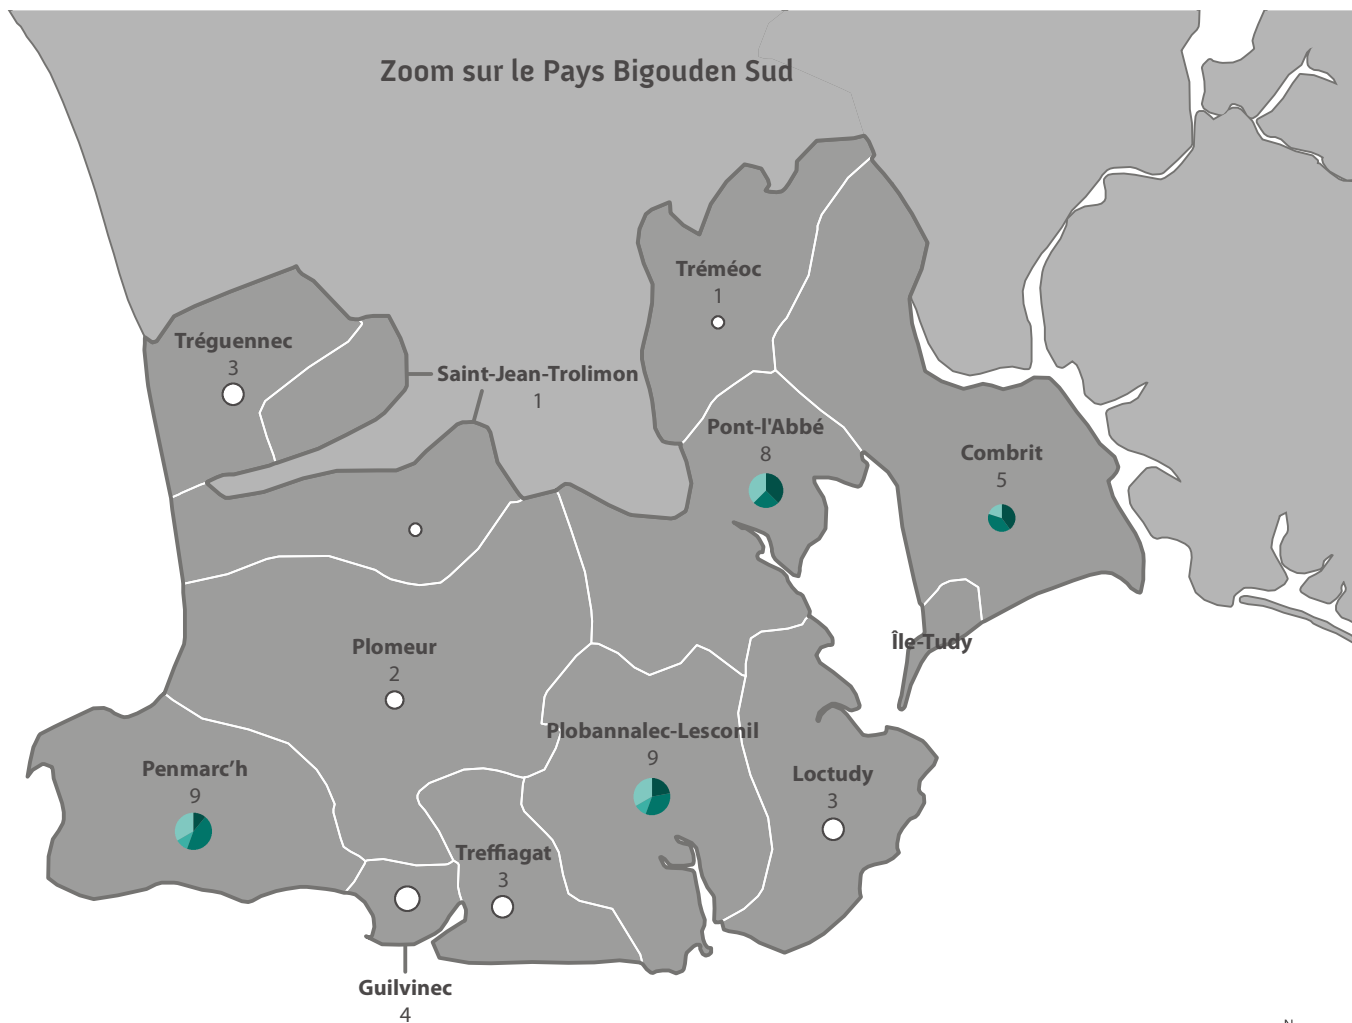 Zoom sur le Pays Bigouden Sud
Tréméoc
1
Tréguennec
3
Saint-Jean-Trolimon
1
Pont-l'Abbé
8
Combrit
5
Île-Tudy
Plomeur
2
Plobannalec-Lesconil
9
Penmarc’h
9
Loctudy
3
Treffiagat
3
Guilvinec
4
N